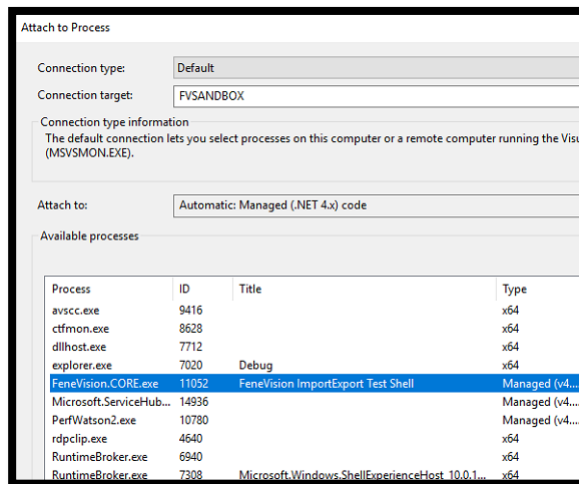 Attach to Process
Connection type: Default
Connection target: FVSANDBOX
Connection type information
The default connection lets you select processes on this computer or a remote computer running the Visu
(MSVSMON.EXE).
Attach to: Automatic: Managed (.NET 4.x) code
Available processes
Process ID Title Type
avscc.exe 9416 x64
ctfmon.exe 8628 x64
dllhost.exe 7712 x64
explorer.exe 7020 Debug x64
FeneVision.CORE.exe 11052 FeneVision ImportExport Test Shell Managed (v4....
Microsoft.ServiceHub... 14936 Managed (v4....
PerfWatson2.exe 10780 Managed (v4....
rdpclip.exe 4640 x64
RuntimeBroker.exe 6940 x64
RuntimeBroker.exe 7308 Microsoft.Windows.ShellExperienceHost_10.0.1... x64